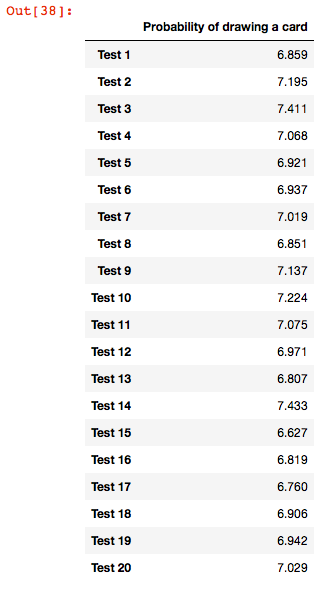 Out[38]:
Probability of drawing a card
Test 1 6.859
Test 2 7.195
Test 3 7.411
Test 4 7.068
Test 5 6.921
Test 6 6.937
Test 7 7.019
Test 8 6.851
Test 9 7.137
Test 10 7.224
Test 11 7.075
Test 12 6.971
Test 13 6.807
Test 14 7.433
Test 15 6.627
Test 16 6.819
Test 17 6.760
Test 18 6.906
Test 19 6.942
Test 20 7.029